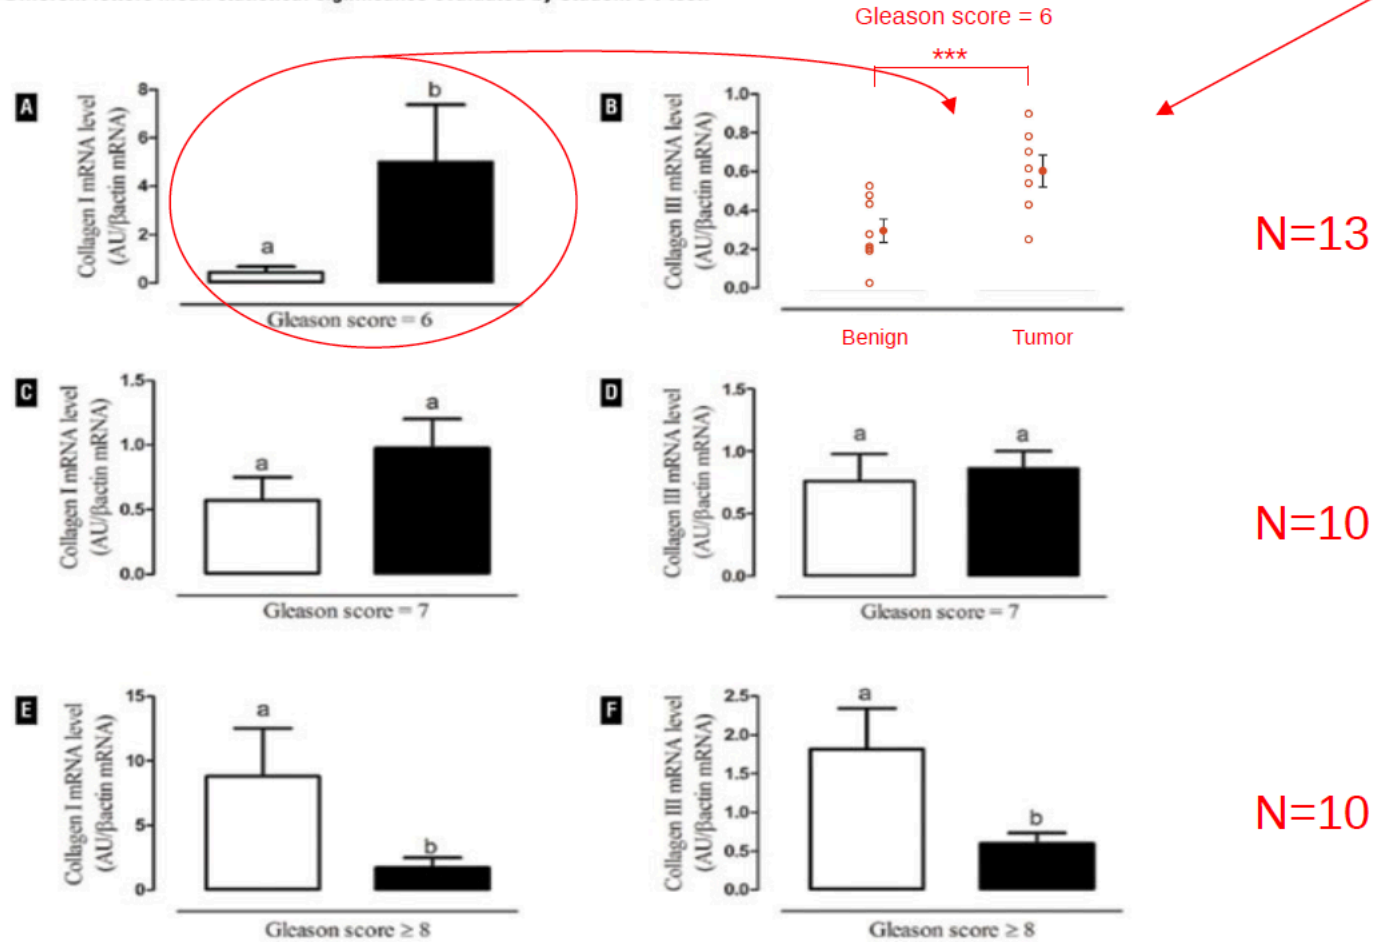 Gleason score = 6
***
A
Collagen I mRNA level
(AU/βactin mRNA)
8
6
4
2
0
a
b
Gleason score = 6
B
Collagen III mRNA level
(AU/βactin mRNA)
1.0
0.8
0.6
0.4
0.2
0.0
Benign
Tumor
N=13
C
Collagen I mRNA level
(AU/βactin mRNA)
1.5
1.0
0.5
0.0
a
a
Gleason score = 7
D
Collagen III mRNA level
(AU/βactin mRNA)
1.5
1.0
0.5
0.0
a
a
Gleason score = 7
N=10
E
Collagen I mRNA level
(AU/βactin mRNA)
15
10
5
0
a
b
Gleason score ≥ 8
F
Collagen III mRNA level
(AU/βactin mRNA)
2.5
2.0
1.5
1.0
0.5
0.0
a
b
Gleason score ≥ 8
N=10